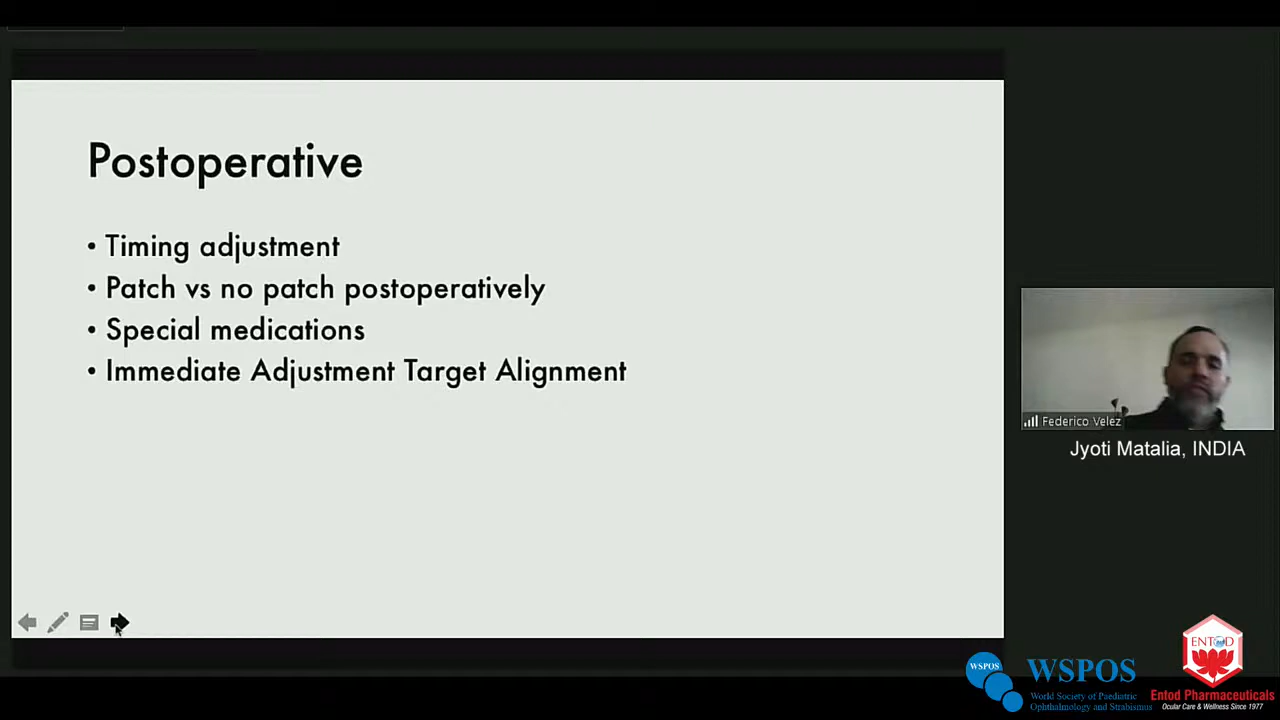 Postoperative
• Timing adjustment
• Patch vs no patch postoperatively
• Special medications
• Immediate Adjustment Target Alignment
Federico Velez
Jyoti Matalia, INDIA
WSPOS
WSPOS
World Society of Paediatric
Ophthalmology and Strabismus
ENTOD
Entod Pharmaceuticals
Ocular Care & Wellness Since 1977